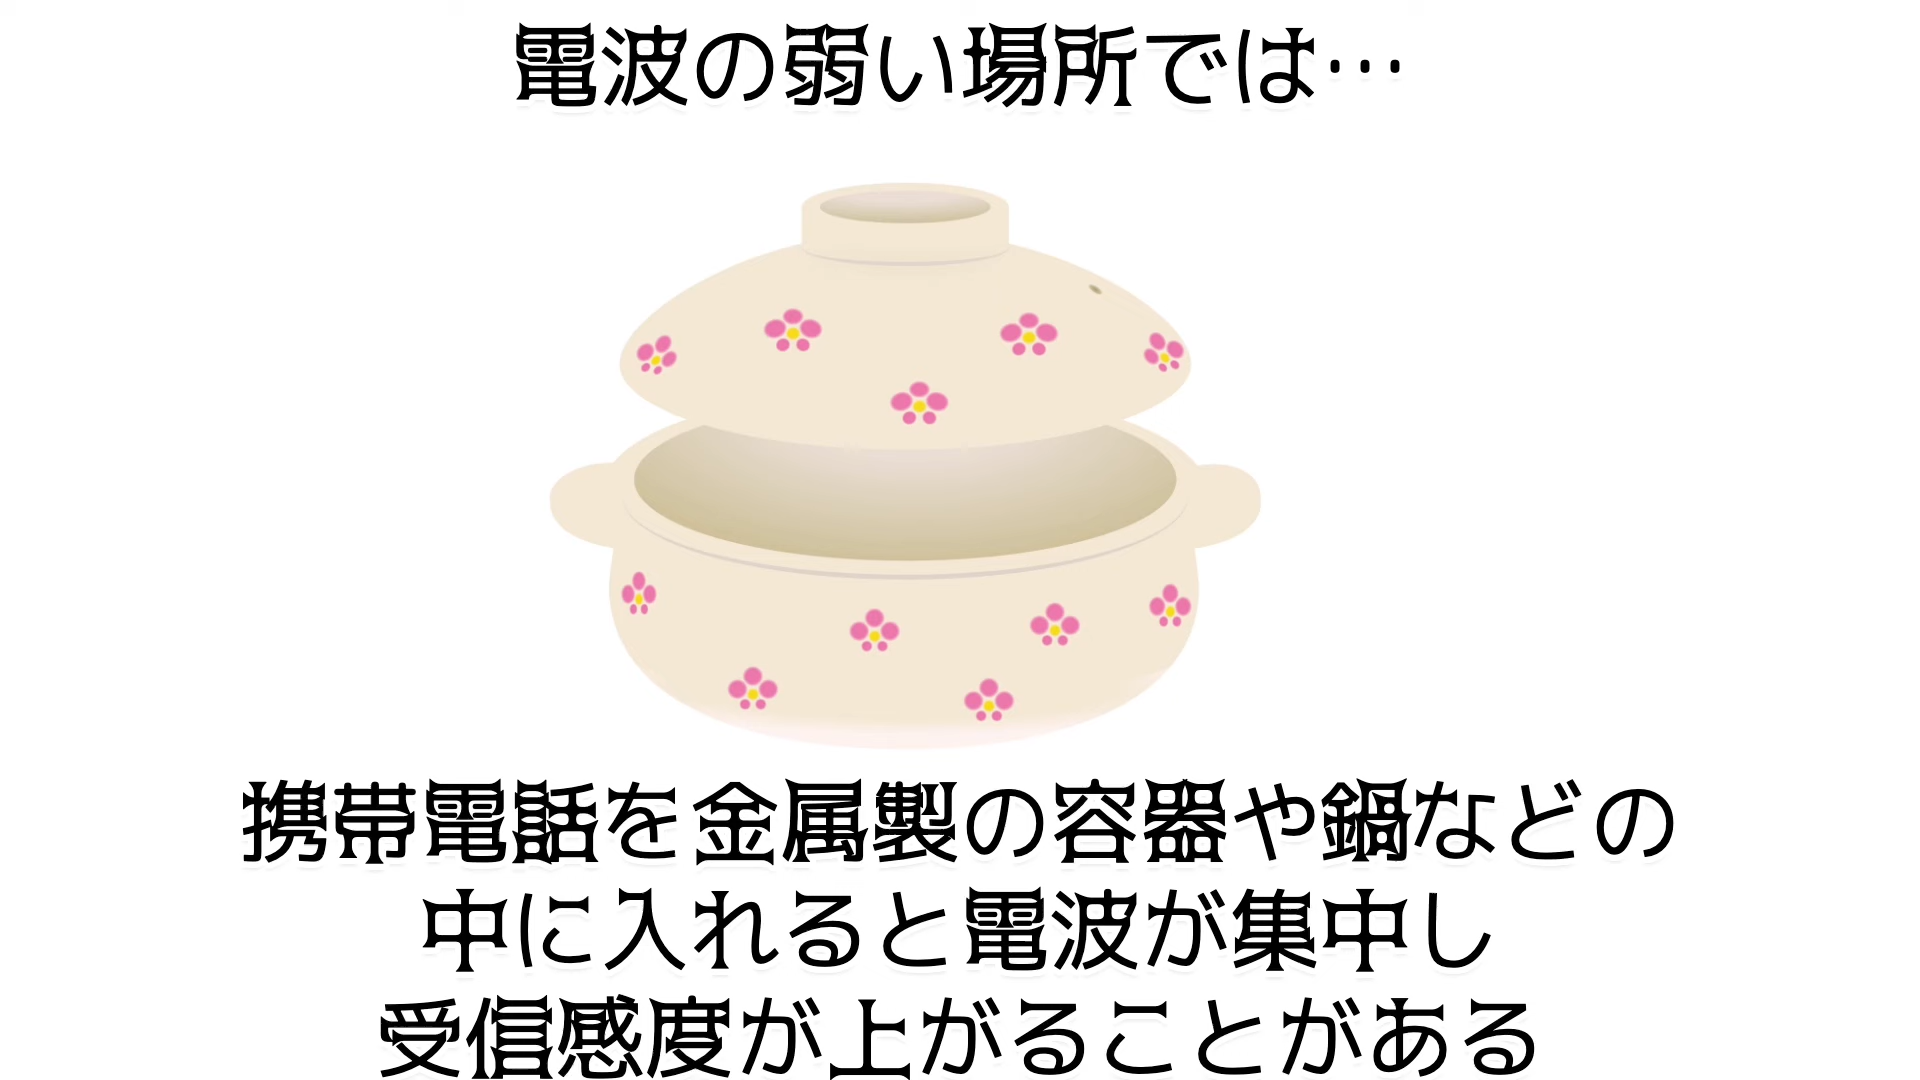 電波の弱い場所では…
携帯電話を金属製の容器や鍋などの
中に入れると電波が集中し
受信感度が上がることがある